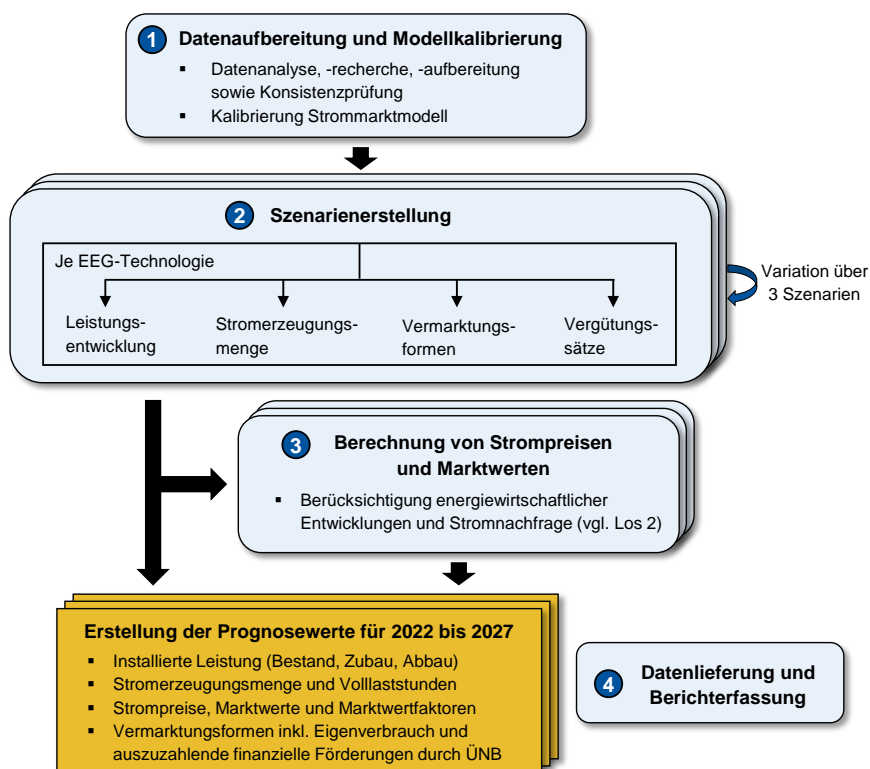 1 Datenaufbereitung und Modellkalibrierung
▪ Datenanalyse, -recherche, -aufbereitung
sowie Konsistenzprüfung
▪ Kalibrierung Strommarktmodell
2 Szenarienerstellung
Je EEG-Technologie
Leistungs-
entwicklung
Stromerzeugungs-
menge
Vermarktungs-
formen
Vergütungs-
sätze
Variation über
3 Szenarien
3 Berechnung von Strompreisen
und Marktwerten
▪ Berücksichtigung energiewirtschaftlicher
Entwicklungen und Stromnachfrage (vgl. Los 2)
Erstellung der Prognosewerte für 2022 bis 2027
▪ Installierte Leistung (Bestand, Zubau, Abbau)
▪ Stromerzeugungsmenge und Volllaststunden
▪ Strompreise, Marktwerte und Marktwertfaktoren
▪ Vermarktungsformen inkl. Eigenverbrauch und
auszuzahlende finanzielle Förderungen durch ÜNB
4 Datenlieferung und
Berichterfassung